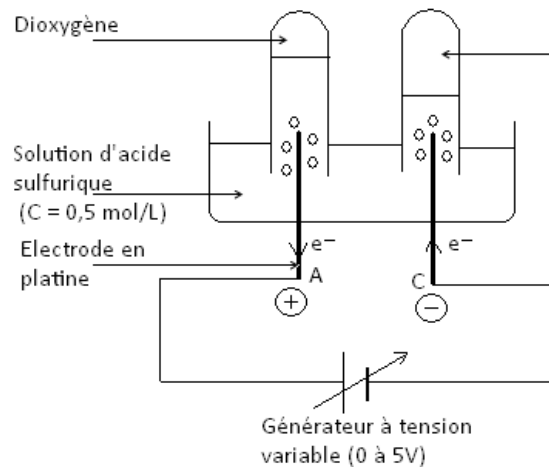 Dioxygène
Solution d'acide
sulfurique
(C = 0,5 mol/L)
Electrode en
platine
e⁻
e⁻
A
C
+
−
Générateur à tension
variable (0 à 5V)